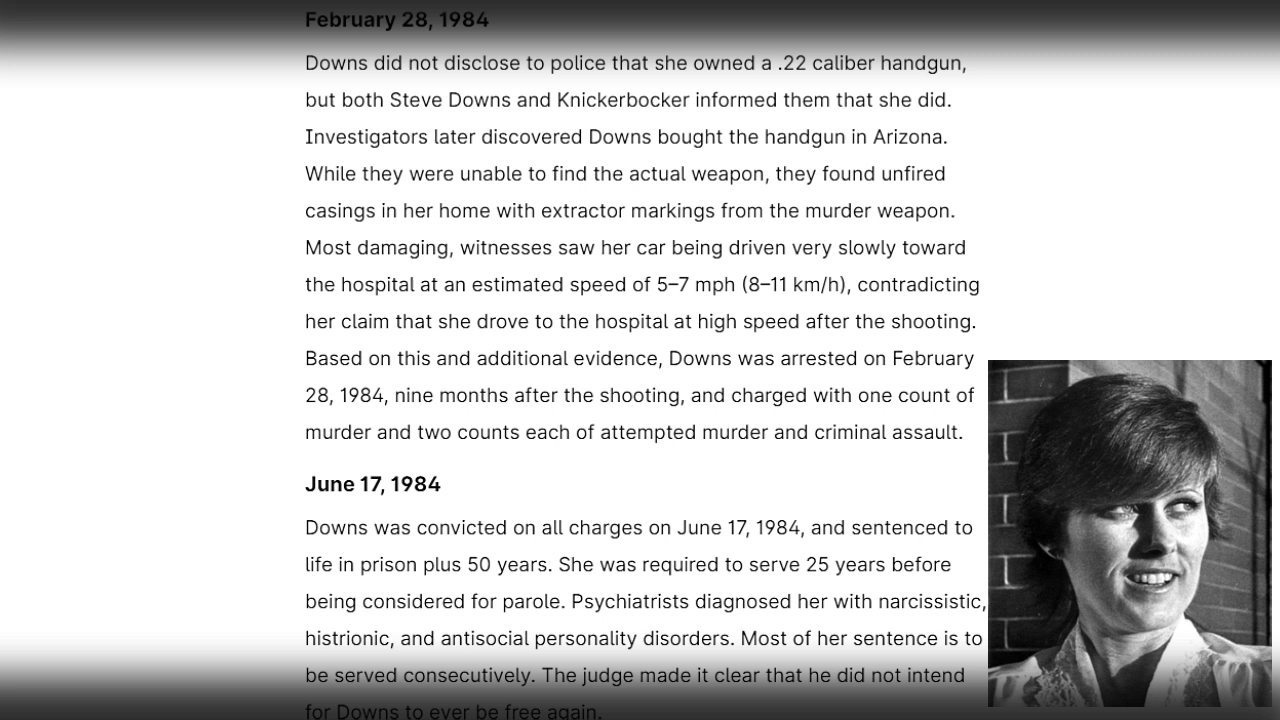 February 28, 1984
Downs did not disclose to police that she owned a .22 caliber handgun,
but both Steve Downs and Knickerbocker informed them that she did.
Investigators later discovered Downs bought the handgun in Arizona.
While they were unable to find the actual weapon, they found unfired
casings in her home with extractor markings from the murder weapon.
Most damaging, witnesses saw her car being driven very slowly toward
the hospital at an estimated speed of 5–7 mph (8–11 km/h), contradicting
her claim that she drove to the hospital at high speed after the shooting.
Based on this and additional evidence, Downs was arrested on February
28, 1984, nine months after the shooting, and charged with one count of
murder and two counts each of attempted murder and criminal assault.
June 17, 1984
Downs was convicted on all charges on June 17, 1984, and sentenced to
life in prison plus 50 years. She was required to serve 25 years before
being considered for parole. Psychiatrists diagnosed her with narcissistic,
histrionic, and antisocial personality disorders. Most of her sentence is to
be served consecutively. The judge made it clear that he did not intend
for Downs to ever be free again.